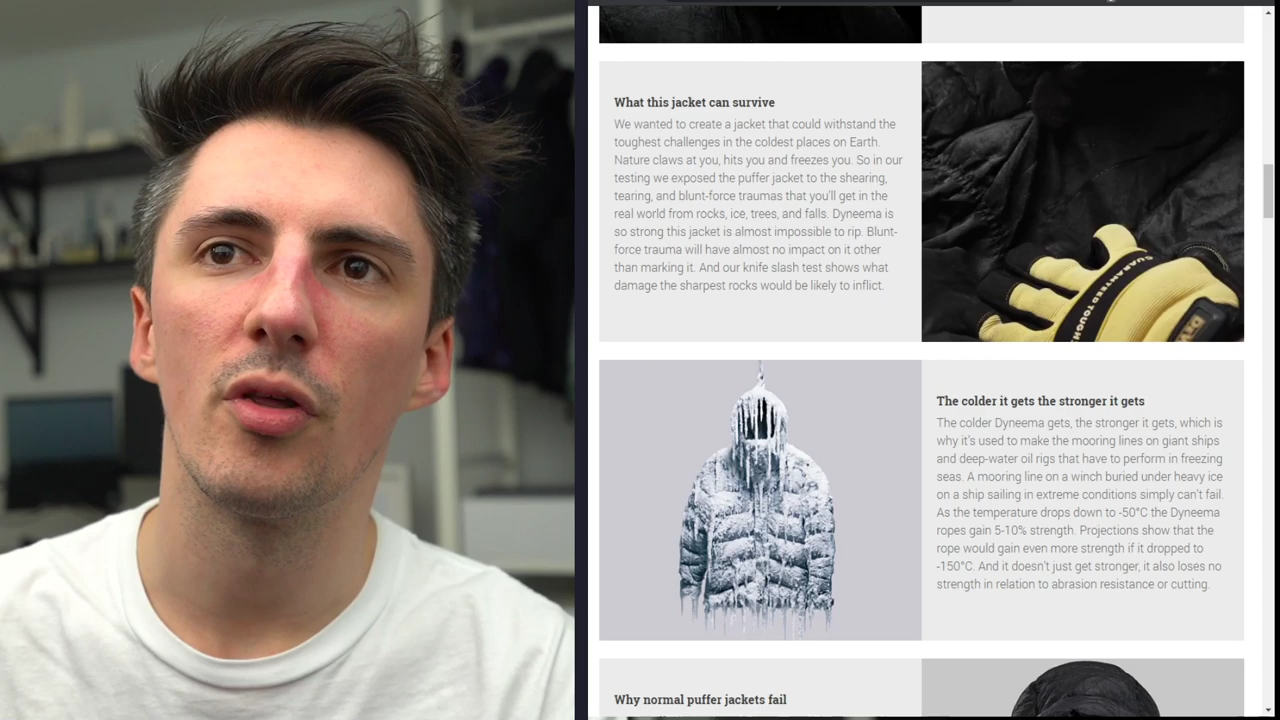 What this jacket can survive
We wanted to create a jacket that could withstand the
toughest challenges in the coldest places on Earth.
Nature claws at you, hits you and freezes you. So in our
testing we exposed the puffer jacket to the shearing,
tearing, and blunt-force traumas that you'll get in the
real world from rocks, ice, trees, and falls. Dyneema is
so strong this jacket is almost impossible to rip. Blunt-
force trauma will have almost no impact on it other
than marking it. And our knife slash test shows what
damage the sharpest rocks would be likely to inflict.
GUARANTEED TOUGH
The colder it gets the stronger it gets
The colder Dyneema gets, the stronger it gets, which is
why it's used to make the mooring lines on giant ships
and deep-water oil rigs that have to perform in freezing
seas. A mooring line on a winch buried under heavy ice
on a ship sailing in extreme conditions simply can't fail.
As the temperature drops down to -50°C the Dyneema
ropes gain 5-10% strength. Projections show that the
rope would gain even more strength if it dropped to
-150°C. And it doesn't just get stronger, it also loses no
strength in relation to abrasion resistance or cutting.
Why normal puffer jackets fail